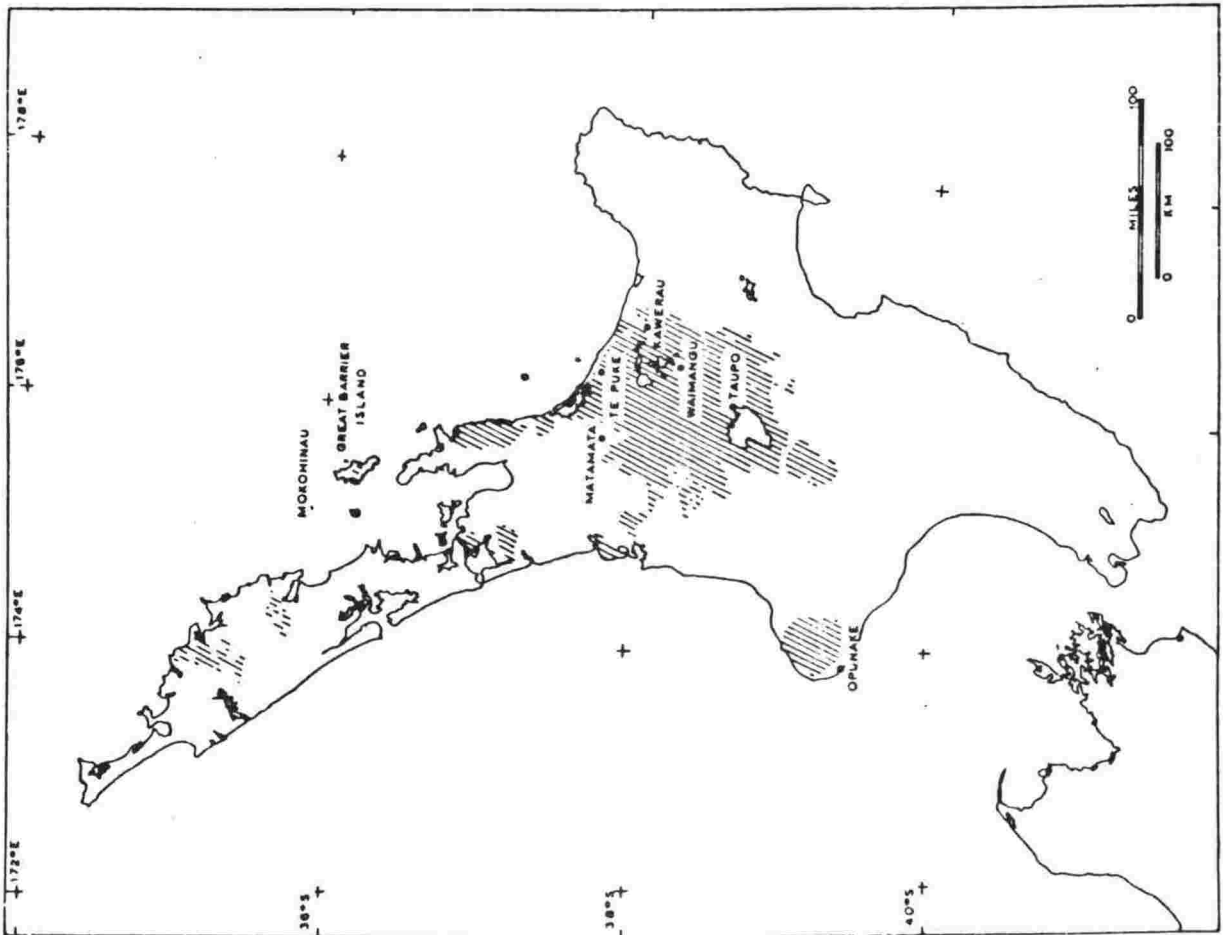 172°E
174°E
176°E
178°E
MOKOHINAU
GREAT BARRIER
ISLAND
36°S
MATAMATA
TE PUKE
KAWERAU
38°S
WAIMANGU
TAUPO
OPUNAKE
40°S
0 MILES 100
0 KM 100